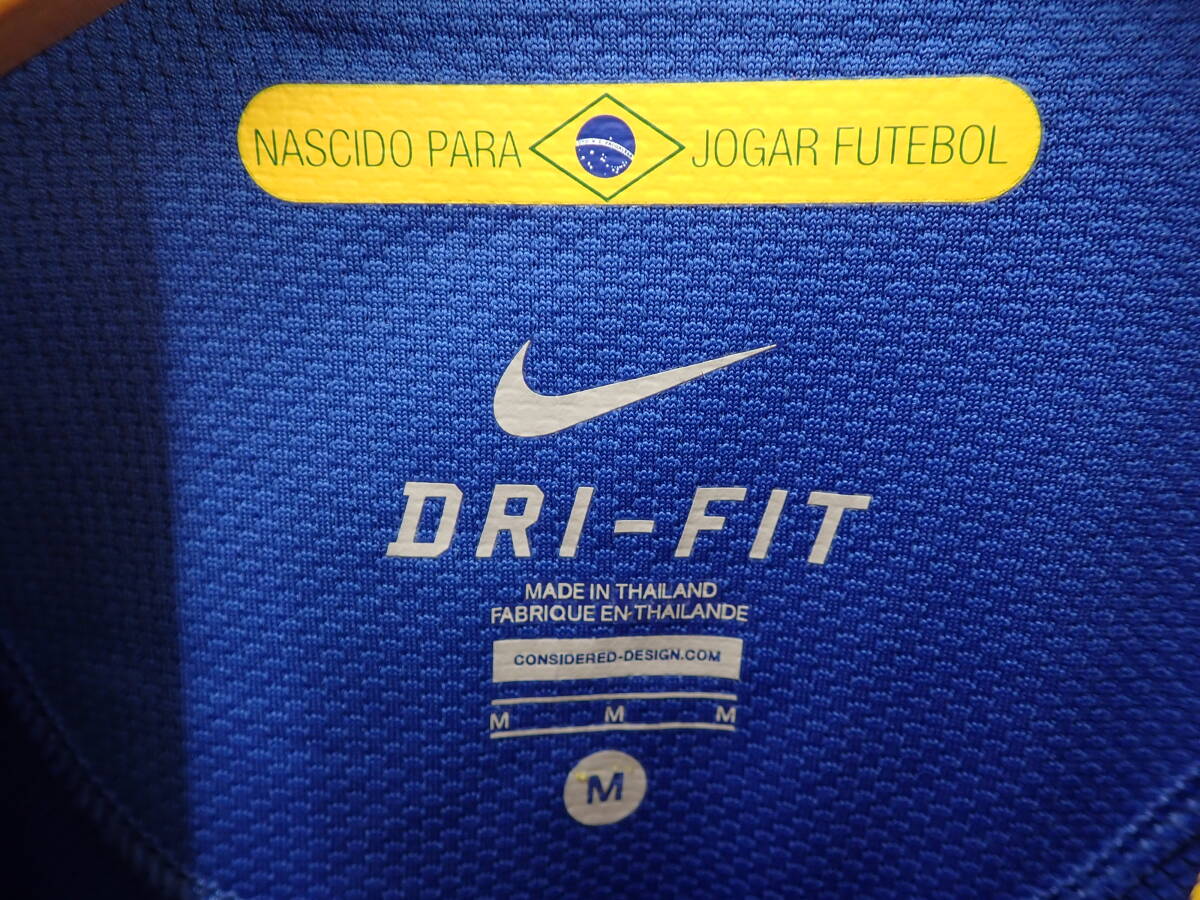 NASCIDO PARA JOGAR FUTEBOL
DRI-FIT
MADE IN THAILAND
FABRIQUE EN THAILANDE
CONSIDERED-DESIGN.COM
M M M
M